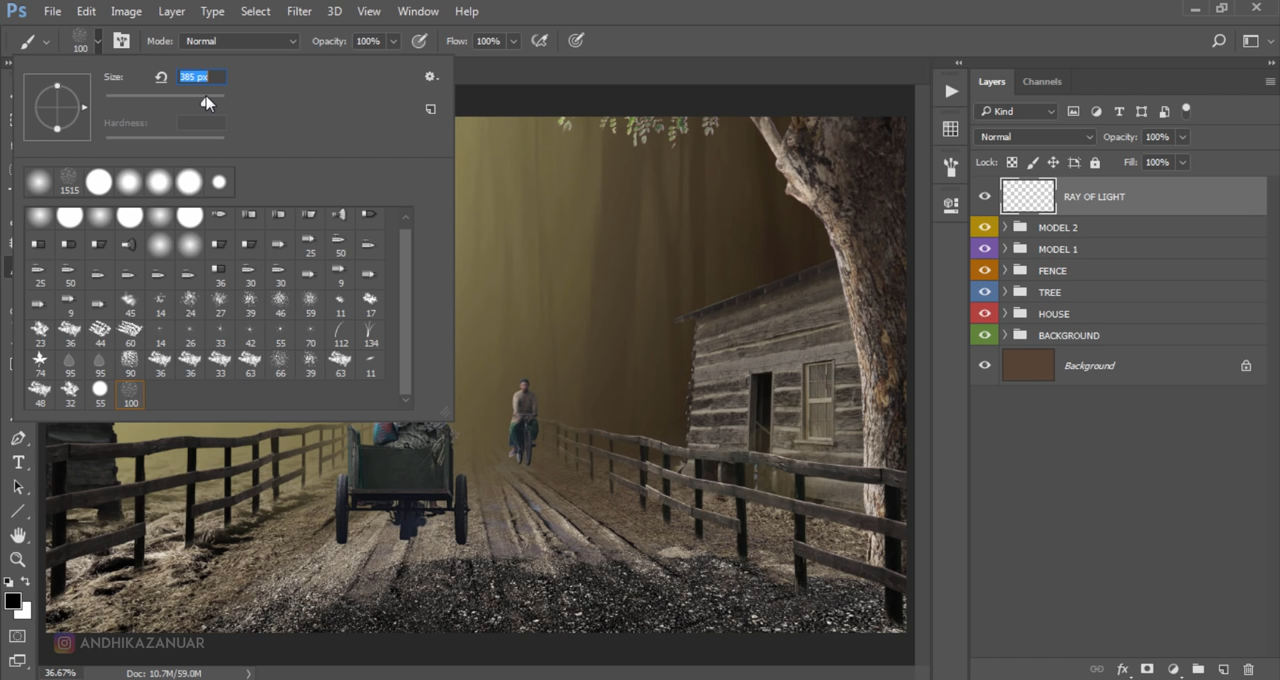 Ps File Edit Image Layer Type Select Filter 3D View Window Help
100 Mode: Normal Opacity: 100% Flow: 100%
Size: 385 px
Hardness:
1515
25 50
25 50 36 30 30 9
9 45 14 24 27 39 46 59 11 17
23 36 44 60 14 26 33 42 55 70 112 134
74 95 95 90 36 36 33 63 66 39 63 11
48 32 55 100
Layers Channels
Kind
Normal Opacity: 100%
Lock: Fill: 100%
RAY OF LIGHT
MODEL 2
MODEL 1
FENCE
TREE
HOUSE
BACKGROUND
Background
ANDHIKAZANUAR
36.67% Doc: 10.7M/59.0M